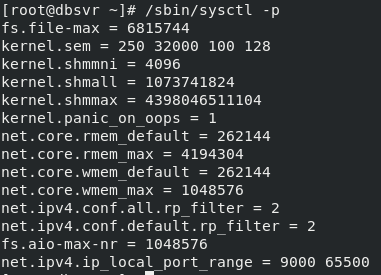 [root@dbsvr ~]# /sbin/sysctl -p
fs.file-max = 6815744
kernel.sem = 250 32000 100 128
kernel.shmmni = 4096
kernel.shmall = 1073741824
kernel.shmmax = 4398046511104
kernel.panic_on_oops = 1
net.core.rmem_default = 262144
net.core.rmem_max = 4194304
net.core.wmem_default = 262144
net.core.wmem_max = 1048576
net.ipv4.conf.all.rp_filter = 2
net.ipv4.conf.default.rp_filter = 2
fs.aio-max-nr = 1048576
net.ipv4.ip_local_port_range = 9000 65500